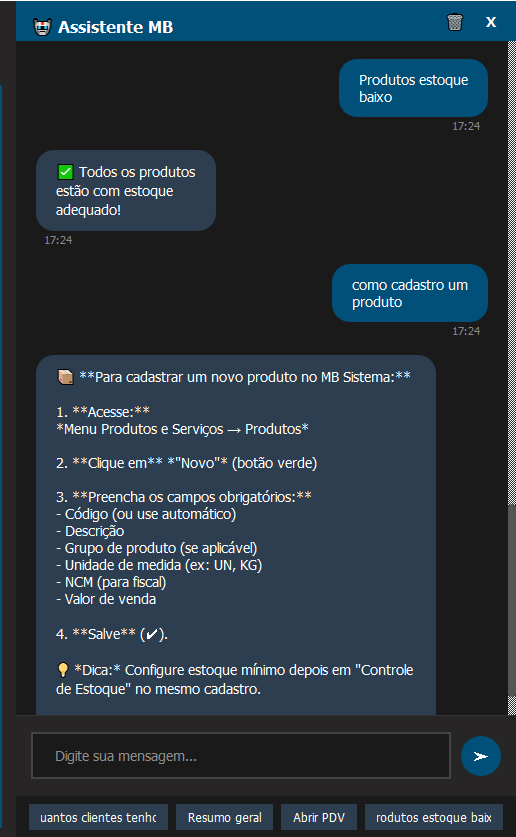 Assistente MB
X
Produtos estoque
baixo
17:24
✅ Todos os produtos
estão com estoque
adequado!
17:24
como cadastro um
produto
17:24
📦 **Para cadastrar um novo produto no MB Sistema:**
1. **Acesse:**
*Menu Produtos e Serviços → Produtos*
2. **Clique em** *"Novo"* (botão verde)
3. **Preencha os campos obrigatórios:**
- Código (ou use automático)
- Descrição
- Grupo de produto (se aplicável)
- Unidade de medida (ex: UN, KG)
- NCM (para fiscal)
- Valor de venda
4. **Salve** (✔).
💡 *Dica:* Configure estoque mínimo depois em "Controle
de Estoque" no mesmo cadastro.
Digite sua mensagem...
uantos clientes tenho
Resumo geral
Abrir PDV
rodutos estoque baix